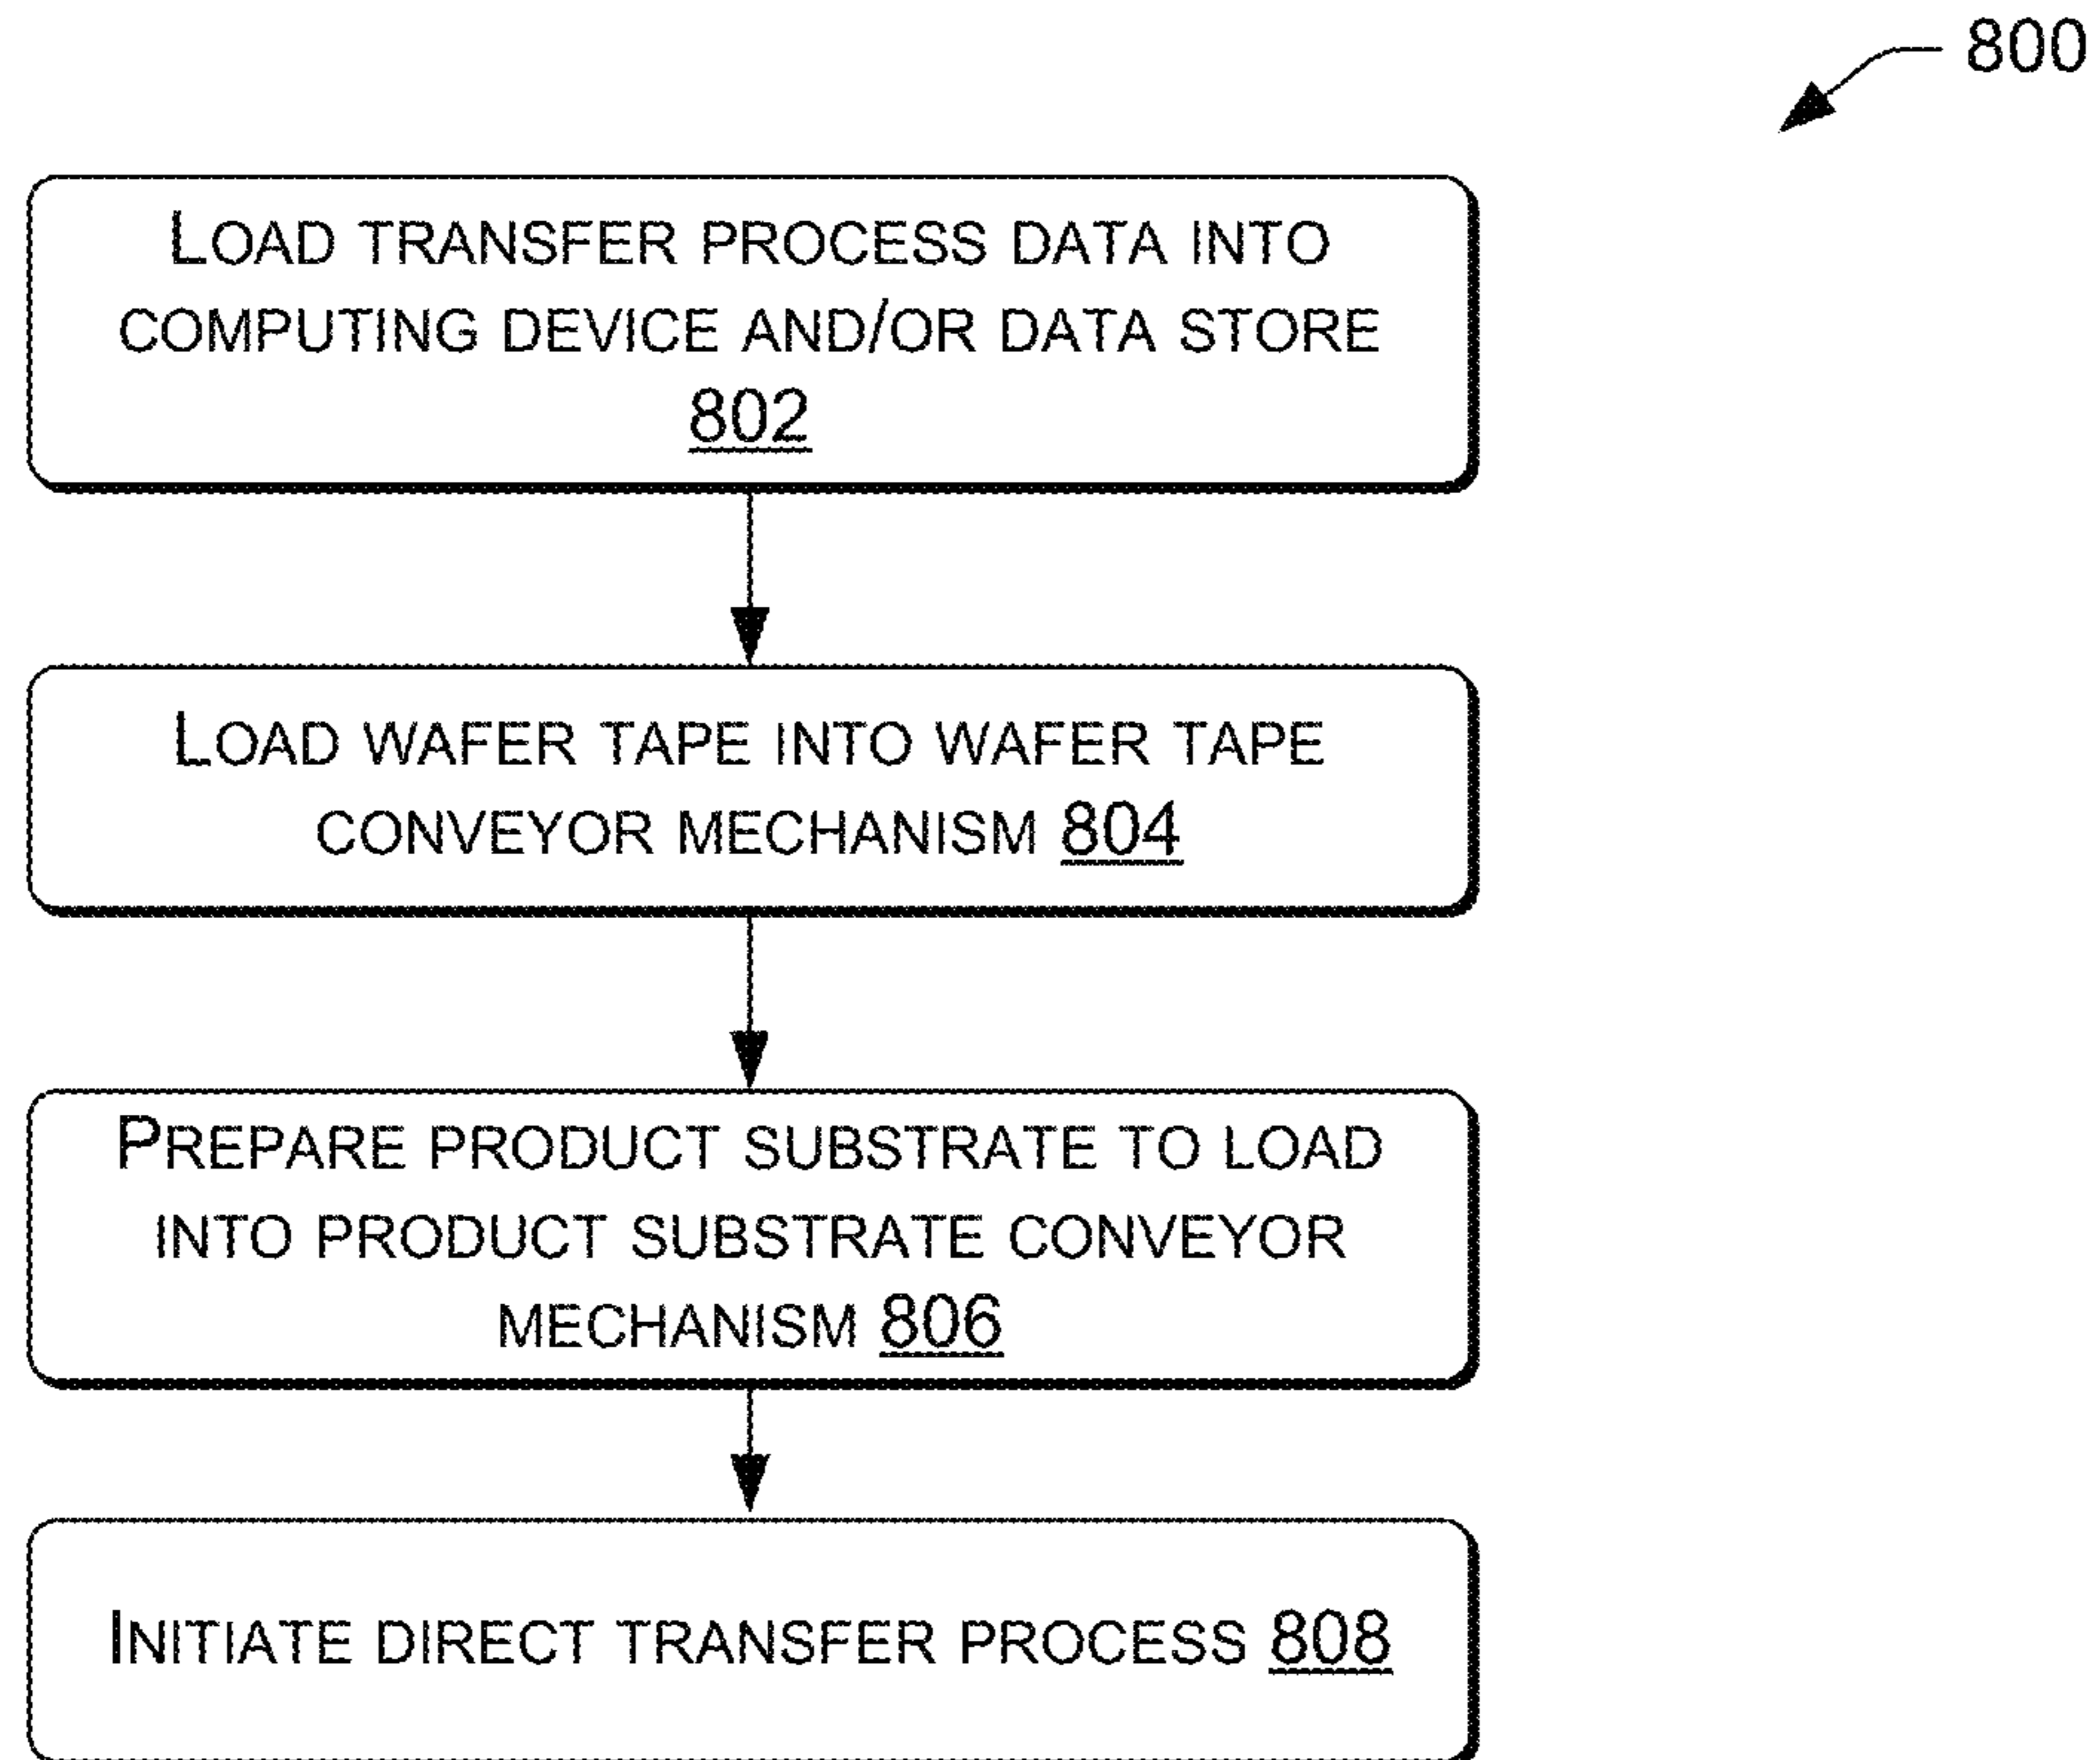 800
LOAD TRANSFER PROCESS DATA INTO
COMPUTING DEVICE AND/OR DATA STORE
802
LOAD WAFER TAPE INTO WAFER TAPE
CONVEYOR MECHANISM 804
PREPARE PRODUCT SUBSTRATE TO LOAD
INTO PRODUCT SUBSTRATE CONVEYOR
MECHANISM 806
INITIATE DIRECT TRANSFER PROCESS 808